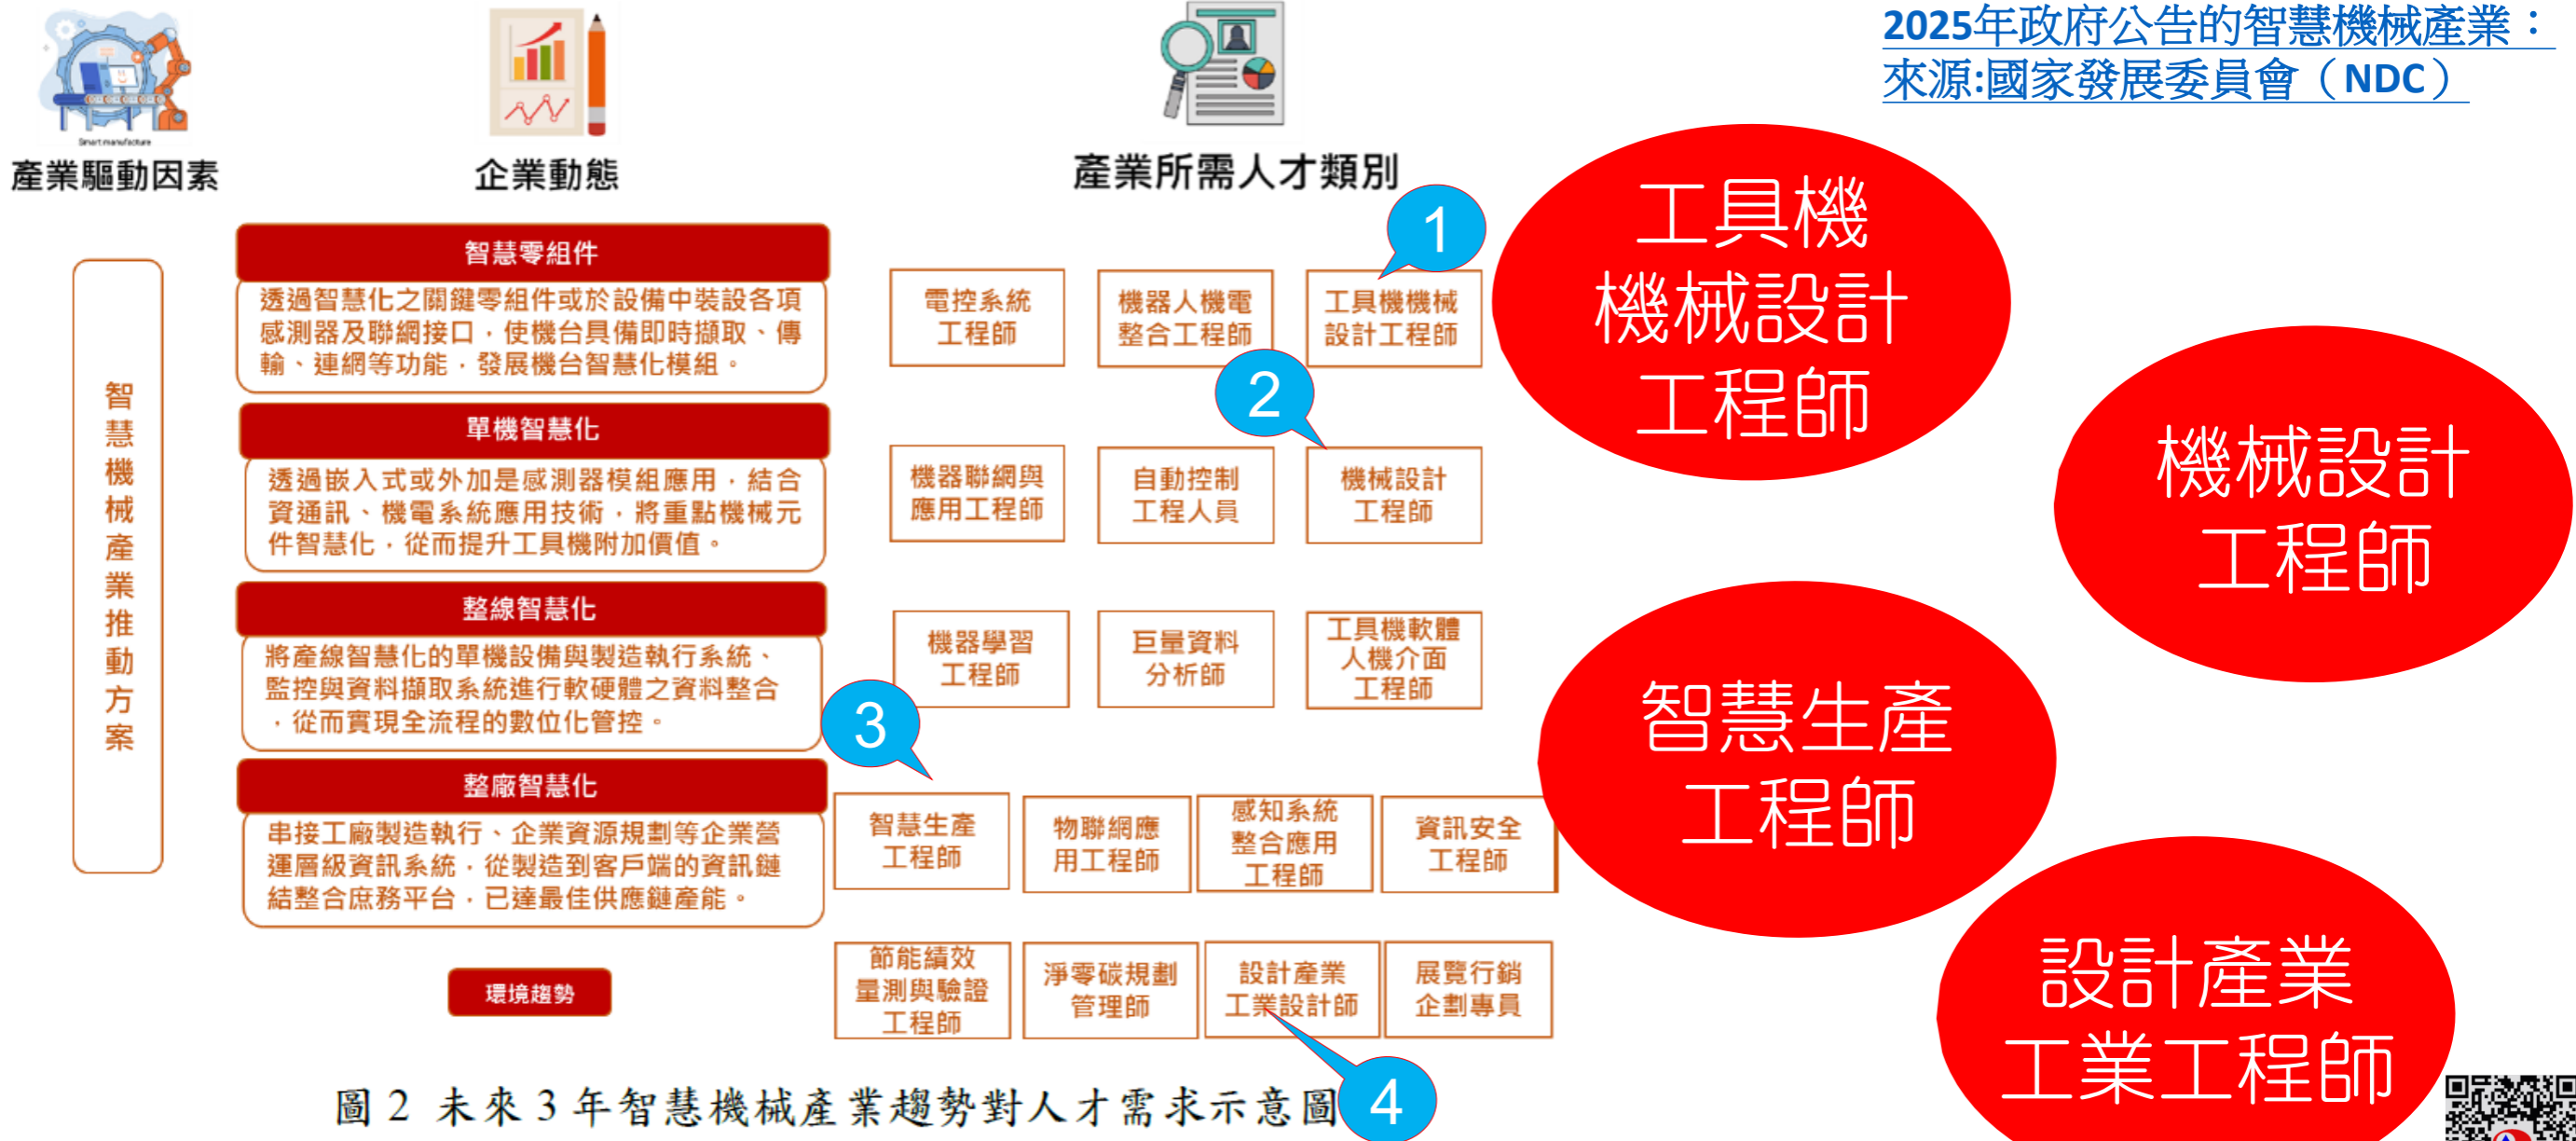 2025年政府公告的智慧機械產業：
來源:國家發展委員會（NDC）
Smart manufacture
產業驅動因素
企業動態
產業所需人才類別
智慧機械產業推動方案
智慧零組件
透過智慧化之關鍵零組件或於設備中裝設各項
感測器及聯網接口，使機台具備即時擷取、傳
輸、連網等功能，發展機台智慧化模組。
單機智慧化
透過嵌入式或外加是感測器模組應用，結合
資通訊、機電系統應用技術，將重點機械元
件智慧化，從而提升工具機附加價值。
整線智慧化
將產線智慧化的單機設備與製造執行系統、
監控與資料擷取系統進行軟硬體之資料整合
，從而實現全流程的數位化管控。
整廠智慧化
串接工廠製造執行、企業資源規劃等企業營
運層級資訊系統，從製造到客戶端的資訊鏈
結整合庶務平台，已達最佳供應鏈產能。
環境趨勢
電控系統
工程師
機器人機電
整合工程師
1
工具機機械
設計工程師
機器聯網與
應用工程師
自動控制
工程人員
2
機械設計
工程師
機器學習
工程師
巨量資料
分析師
工具機軟體
人機介面
工程師
3
智慧生產
工程師
物聯網應
用工程師
感知系統
整合應用
工程師
資訊安全
工程師
節能績效
量測與驗證
工程師
淨零碳規劃
管理師
設計產業
工業設計師
展覽行銷
企劃專員
4
工具機
機械設計
工程師
機械設計
工程師
智慧生產
工程師
設計產業
工業工程師
圖 2 未來 3 年智慧機械產業趨勢對人才需求示意圖